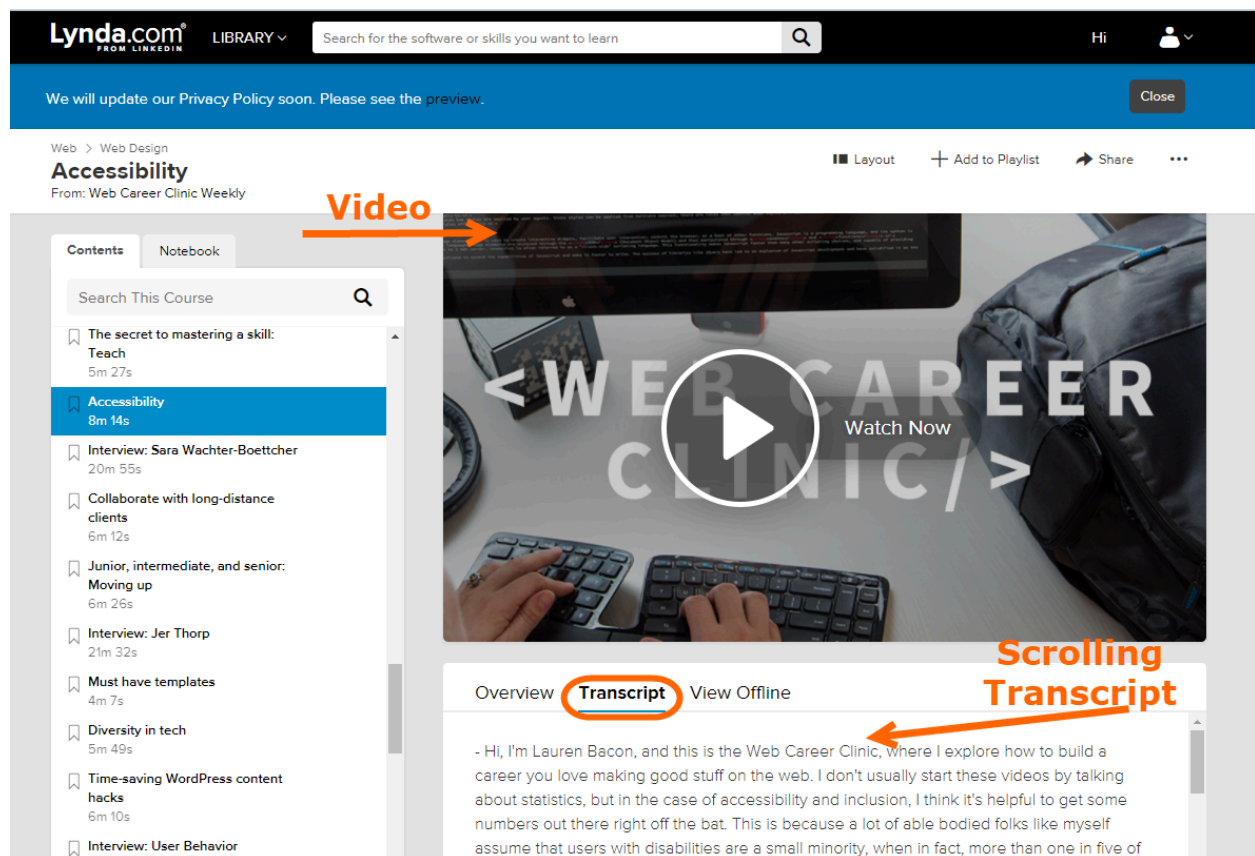 Lynda.com®
FROM LINKEDIN
LIBRARY
Search for the software or skills you want to learn
Hi
We will update our Privacy Policy soon. Please see the preview.
Close
Web > Web Design
Accessibility
From: Web Career Clinic Weekly
Layout
Add to Playlist
Share
Video
Contents
Notebook
Search This Course
The secret to mastering a skill:
Teach
5m 27s
Accessibility
8m 14s
Interview: Sara Wachter-Boettcher
20m 55s
Collaborate with long-distance
clients
6m 12s
Junior, intermediate, and senior:
Moving up
6m 26s
Interview: Jer Thorp
21m 32s
Must have templates
4m 7s
Diversity in tech
5m 49s
Time-saving WordPress content
hacks
6m 10s
Interview: User Behavior
<WEB CAREER
CLINIC/>
Watch Now
Scrolling
Transcript
Overview
Transcript
View Offline
- Hi, I'm Lauren Bacon, and this is the Web Career Clinic, where I explore how to build a
career you love making good stuff on the web. I don't usually start these videos by talking
about statistics, but in the case of accessibility and inclusion, I think it's helpful to get some
numbers out there right off the bat. This is because a lot of able bodied folks like myself
assume that users with disabilities are a small minority, when in fact, more than one in five of